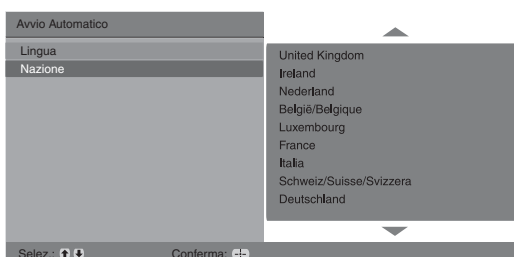 Avvio Automatico
Lingua
Nazione
United Kingdom
Ireland
Nederland
België/Belgique
Luxembourg
France
Italia
Schweiz/Suisse/Svizzera
Deutschland
Selez.: Conferma: